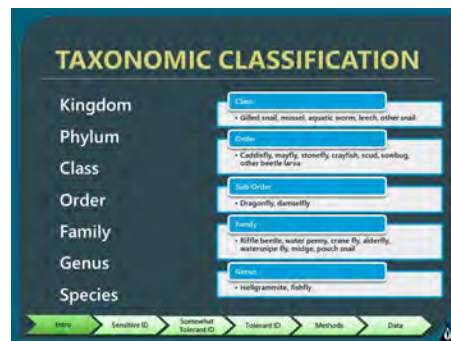 TAXONOMIC CLASSIFICATION
Kingdom
Phylum
Class
Order
Family
Genus
Species
Class
• Gilled snail, mussel, aquatic worm, leech, other snail
Order
• Caddisfly, mayfly, stonefly, crayfish, scud, sowbug,
other beetle larva
Sub-Order
• Dragonfly, damselfly
Family
• Riffle beetle, water penny, crane fly, alderfly,
watersnipe fly, midge, pouch snail
Genus
• Hellgrammite, fishfly
Intro
Sensitive ID
Somewhat
Tolerant ID
Tolerant ID
Methods
Data